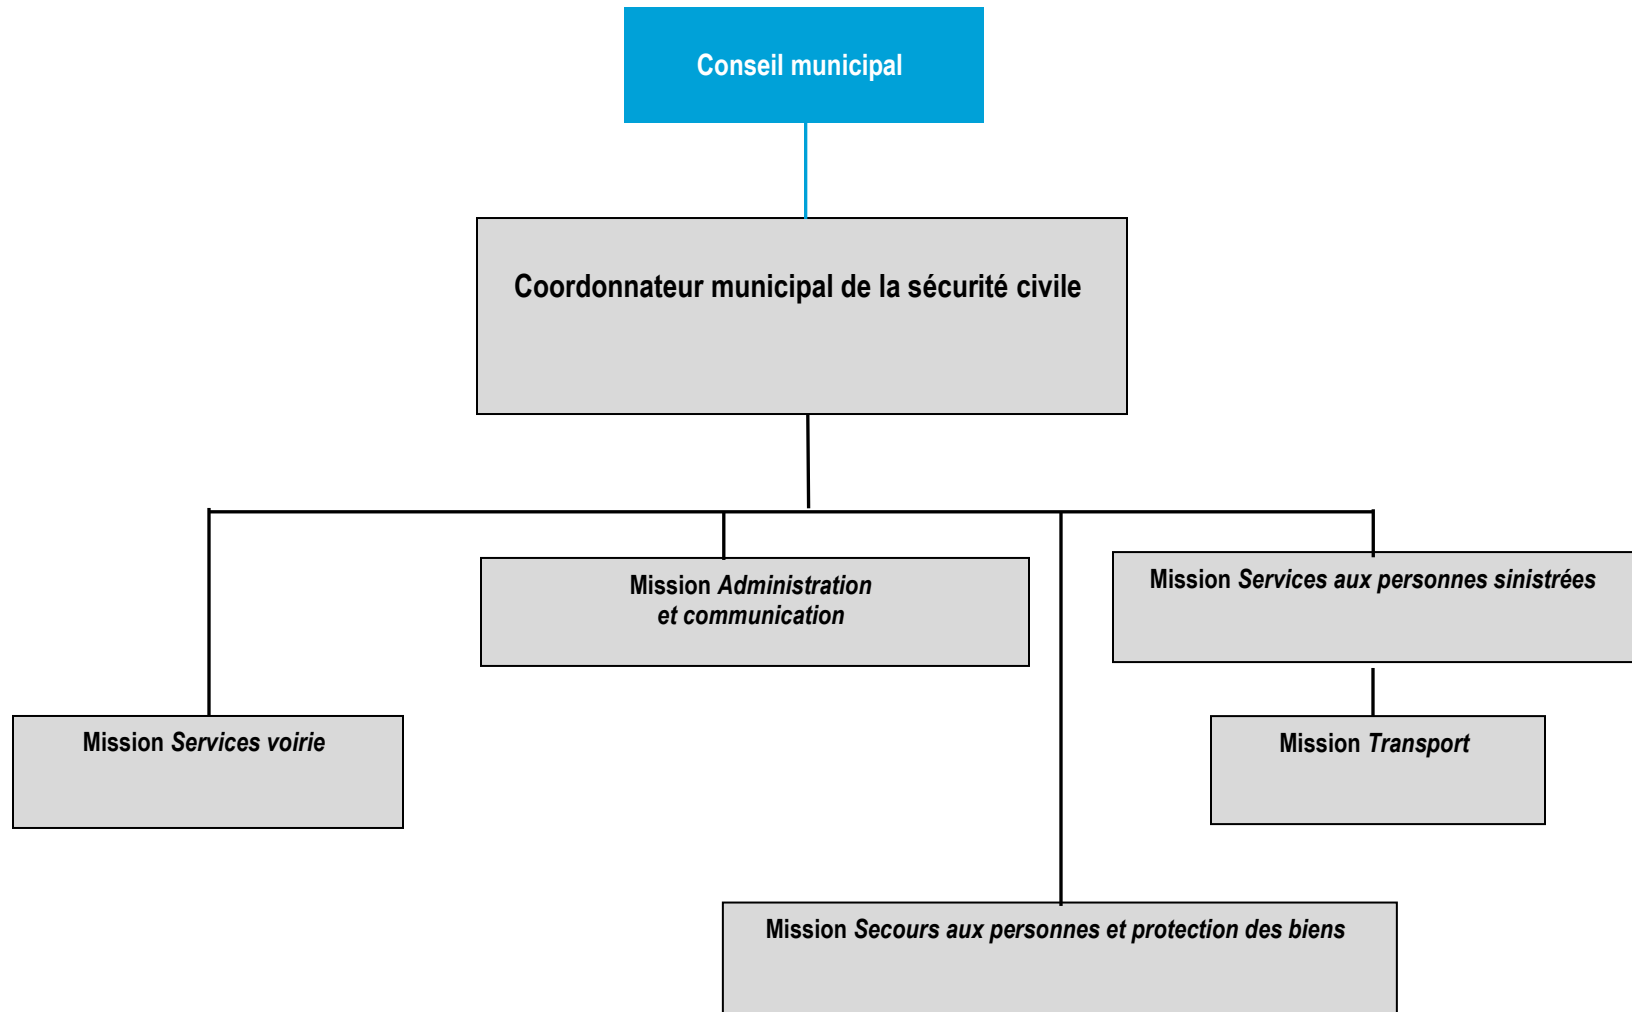 Conseil municipal
Coordonnateur municipal de la sécurité civile
Mission Administration
et communication
Mission Services aux personnes sinistrées
Mission Services voirie
Mission Transport
Mission Secours aux personnes et protection des biens